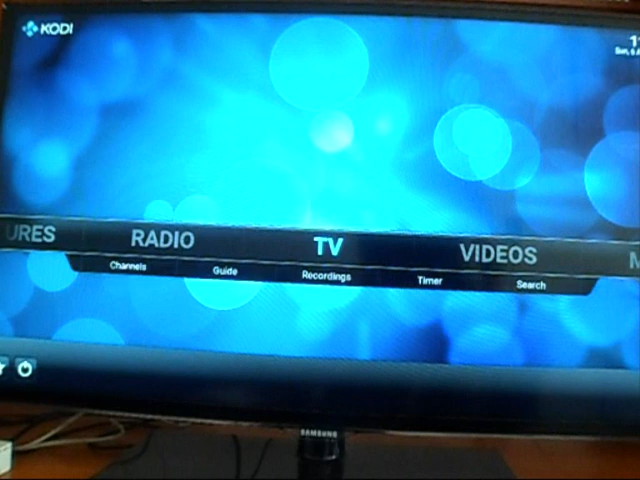 KODI
URES RADIO TV VIDEOS
Channels Guide Recordings Timer Search
SAMSUNG